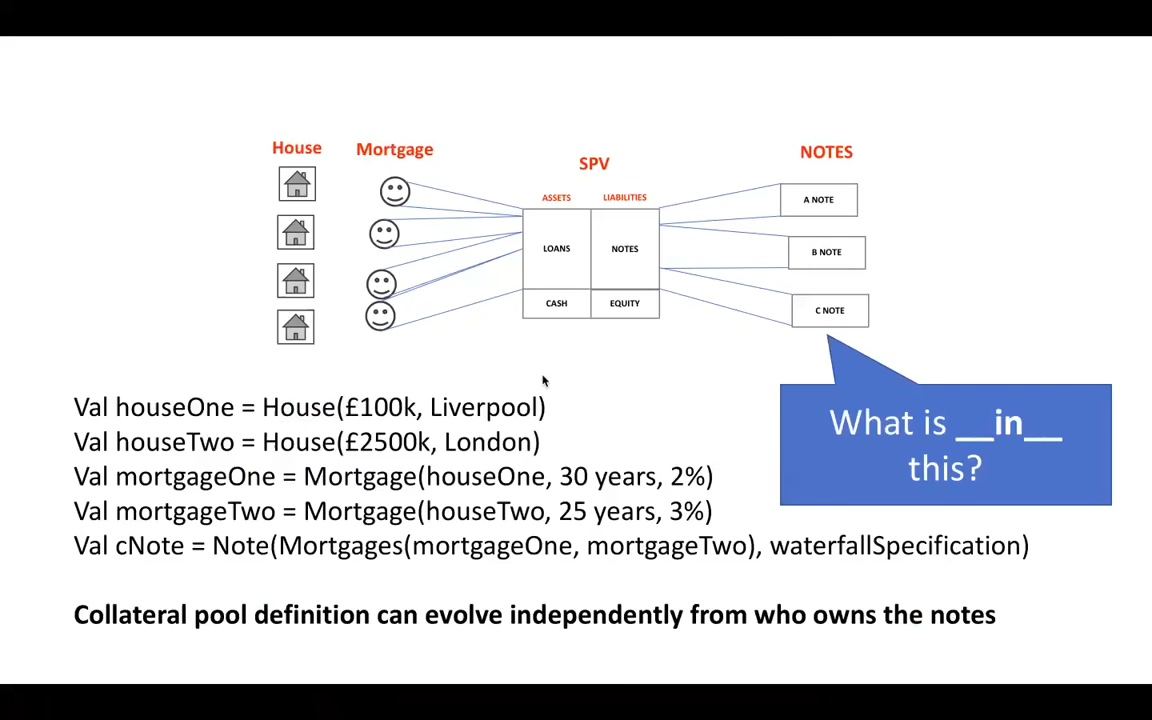 House
Mortgage
SPV
NOTES
ASSETS
LIABILITIES
LOANS
NOTES
CASH
EQUITY
A NOTE
B NOTE
C NOTE
What is __in__
this?
Val houseOne = House(£100k, Liverpool)
Val houseTwo = House(£2500k, London)
Val mortgageOne = Mortgage(houseOne, 30 years, 2%)
Val mortgageTwo = Mortgage(houseTwo, 25 years, 3%)
Val cNote = Note(Mortgages(mortgageOne, mortgageTwo), waterfallSpecification)
Collateral pool definition can evolve independently from who owns the notes